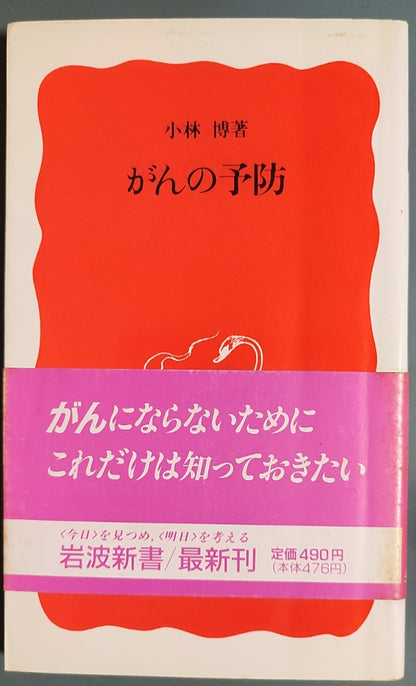 小林 博著
がんの予防
がんにならないために
これだけは知っておきたい
〈今日〉を見つめ,〈明日〉を考える
岩波新書/最新刊
定価490円
(本体476円)